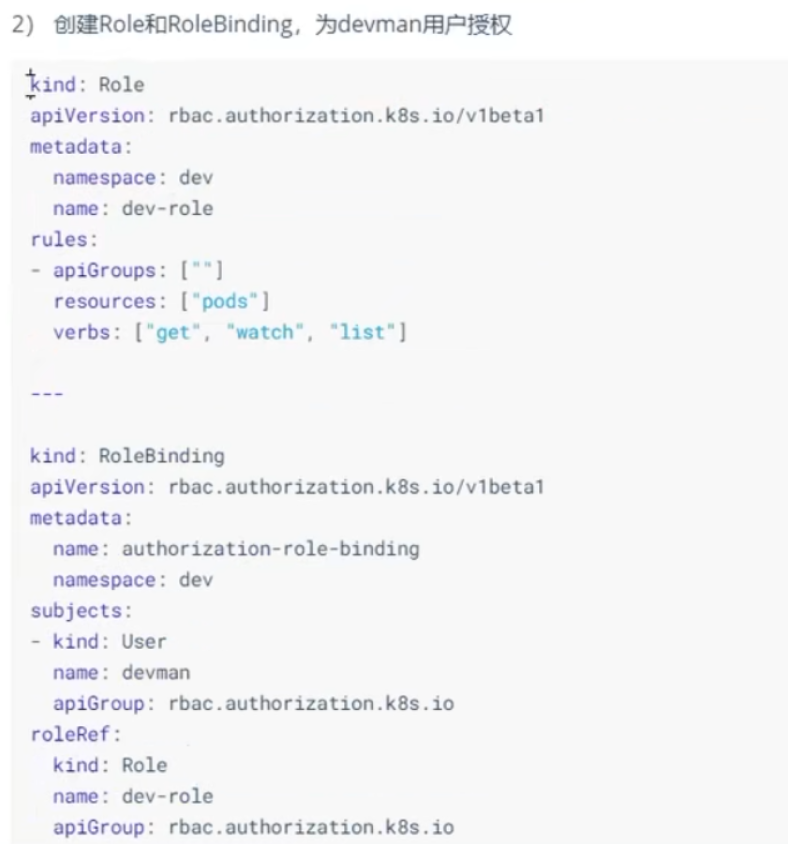 2） 创建Role和RoleBinding，为devman用户授权
kind: Role
apiVersion: rbac.authorization.k8s.io/v1beta1
metadata:
  namespace: dev
  name: dev-role
rules:
- apiGroups: [""]
  resources: ["pods"]
  verbs: ["get", "watch", "list"]
---
kind: RoleBinding
apiVersion: rbac.authorization.k8s.io/v1beta1
metadata:
  name: authorization-role-binding
  namespace: dev
subjects:
- kind: User
  name: devman
  apiGroup: rbac.authorization.k8s.io
roleRef:
  kind: Role
  name: dev-role
  apiGroup: rbac.authorization.k8s.io